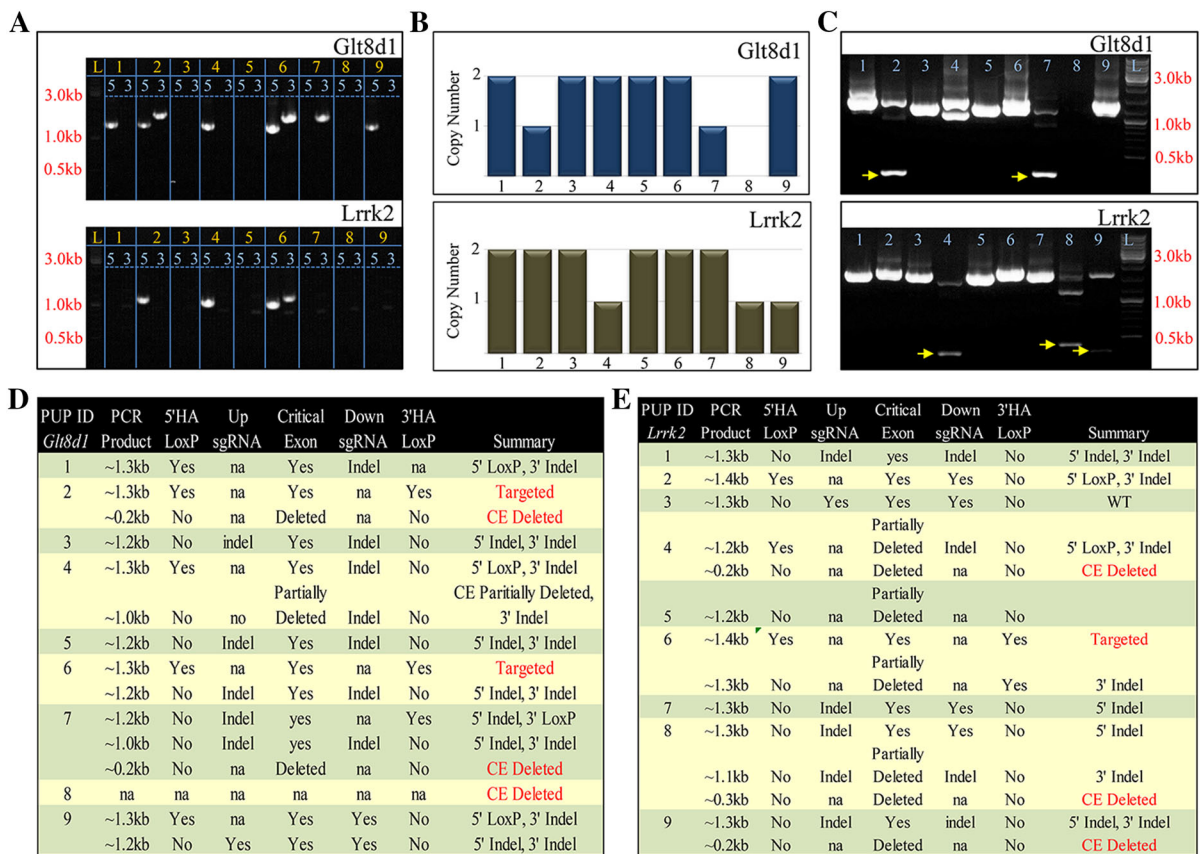 A
Glt8d1
L 1 2 3 4 5 6 7 8 9
5 3 5 3 5 3 5 3 5 3 5 3 5 3 5 3 5 3
3.0kb
1.0kb
0.5kb
Lrrk2
L 1 2 3 4 5 6 7 8 9
5 3 5 3 5 3 5 3 5 3 5 3 5 3 5 3 5 3
3.0kb
1.0kb
0.5kb
B
Glt8d1
Copy Number
2
1
1 2 3 4 5 6 7 8 9
Lrrk2
Copy Number
2
1
1 2 3 4 5 6 7 8 9
C
Glt8d1
1 2 3 4 5 6 7 8 9 L
3.0kb
1.0kb
0.5kb
Lrrk2
1 2 3 4 5 6 7 8 9 L
3.0kb
1.0kb
0.5kb
D
PUP ID PCR 5'HA Up Critical Down 3'HA
Glt8d1 Product LoxP sgRNA Exon sgRNA LoxP Summary
1 ~1.3kb Yes na Yes Indel na 5' LoxP, 3' Indel
2 ~1.3kb Yes na Yes na Yes Targeted
~0.2kb No na Deleted na No CE Deleted
3 ~1.2kb No indel Yes Indel No 5' Indel, 3' Indel
4 ~1.3kb Yes na Yes Indel No 5' LoxP, 3' Indel
Partially CE Paritially Deleted,
~1.0kb No no Deleted Indel No 3' Indel
5 ~1.2kb No Indel Yes Indel No 5' Indel, 3' Indel
6 ~1.3kb Yes na Yes na Yes Targeted
~1.2kb No Indel Yes Indel No 5' Indel, 3' Indel
7 ~1.2kb No Indel yes na Yes 5' Indel, 3' LoxP
~1.0kb No Indel yes Indel No 5' Indel, 3' Indel
~0.2kb No na Deleted na No CE Deleted
8 na na na na na na CE Deleted
9 ~1.3kb Yes na Yes Yes No 5' LoxP, 3' Indel
~1.2kb No Yes Yes Yes No 5' Indel, 3' Indel
E
PUP ID PCR 5'HA Up Critical Down 3'HA
Lrrk2 Product LoxP sgRNA Exon sgRNA LoxP Summary
1 ~1.3kb No Indel yes Indel No 5' Indel, 3' Indel
2 ~1.4kb Yes na Yes Yes No 5' LoxP, 3' Indel
3 ~1.3kb No Yes Yes Yes No WT
Partially
4 ~1.2kb Yes na Deleted Indel No 5' LoxP, 3' Indel
~0.2kb No na Deleted na No CE Deleted
Partially
5 ~1.2kb No na Deleted na No
6 ~1.4kb Yes na Yes na Yes Targeted
Partially
~1.3kb No na Deleted na Yes 3' Indel
7 ~1.3kb No Indel Yes Yes No 5' Indel
8 ~1.3kb No Indel Yes Yes No 5' Indel
Partially
~1.1kb No Indel Deleted Indel No 3' Indel
~0.3kb No na Deleted na No CE Deleted
9 ~1.3kb No Indel Yes indel No 5' Indel, 3' Indel
~0.2kb No na Deleted na No CE Deleted